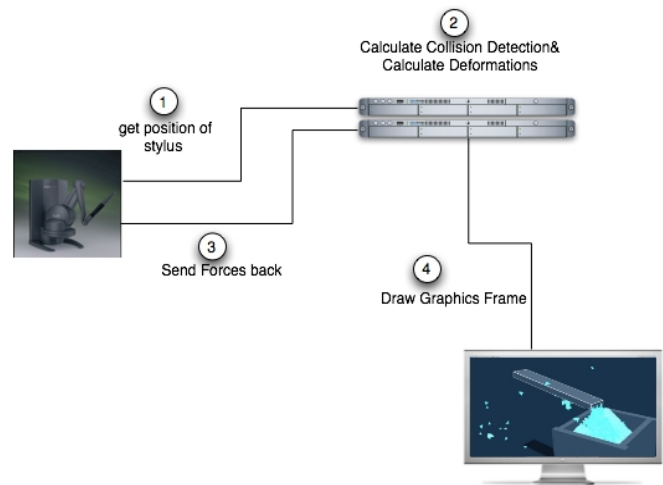 1
get position of
stylus
2
Calculate Collision Detection&
Calculate Deformations
3
Send Forces back
4
Draw Graphics Frame